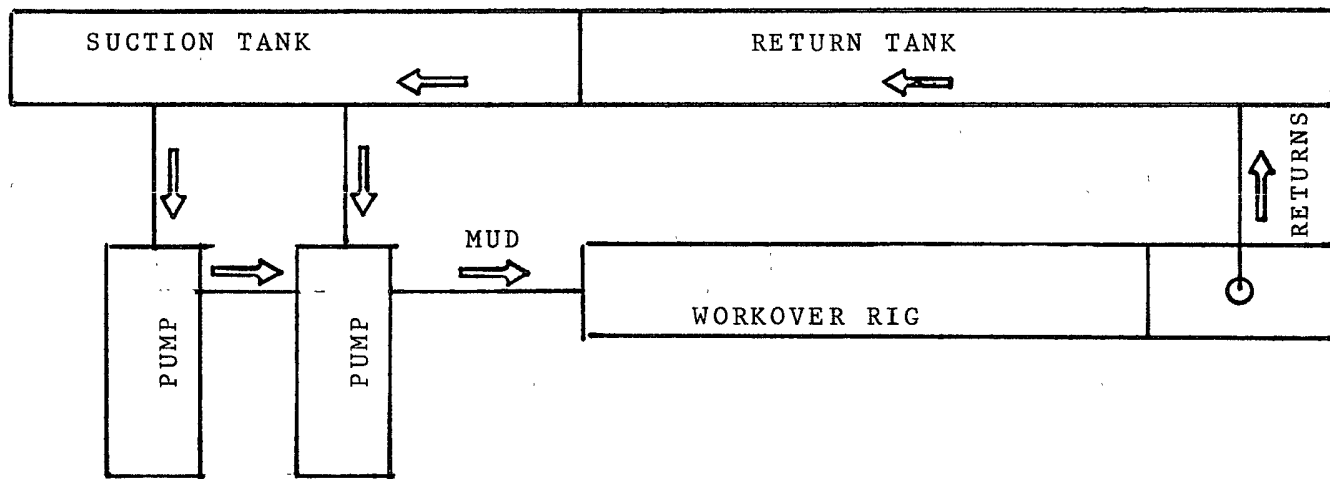 SUCTION TANK
RETURN TANK
RETURNS
MUD
PUMP
PUMP
WORKOVER RIG